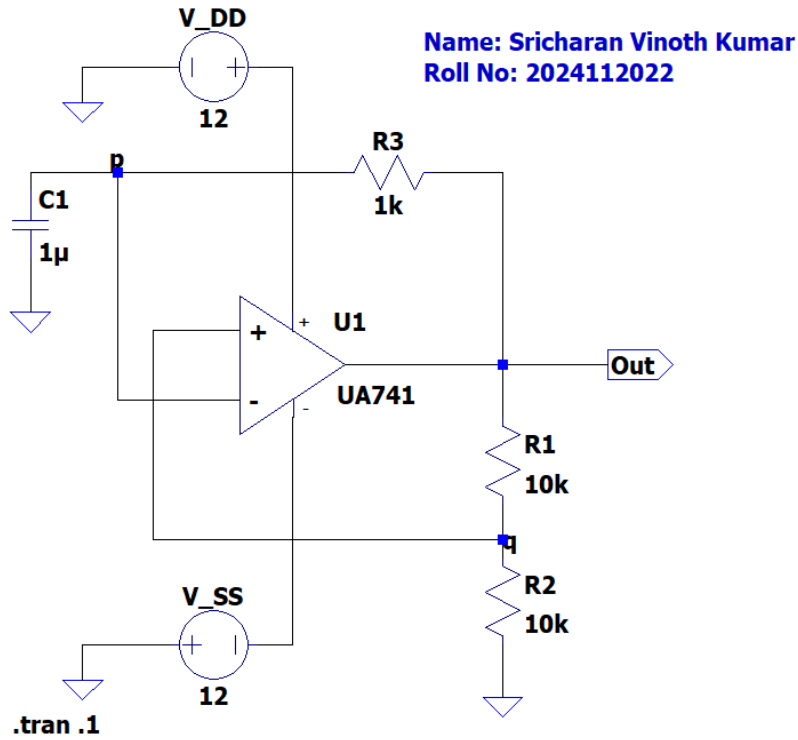 V_DD
Name: Sricharan Vinoth Kumar
Roll No: 2024112022
12
p
R3
C1
1k
1µ
+
U1
+
Out
-
UA741
-
R1
10k
q
R2
V_SS
10k
12
.tran .1